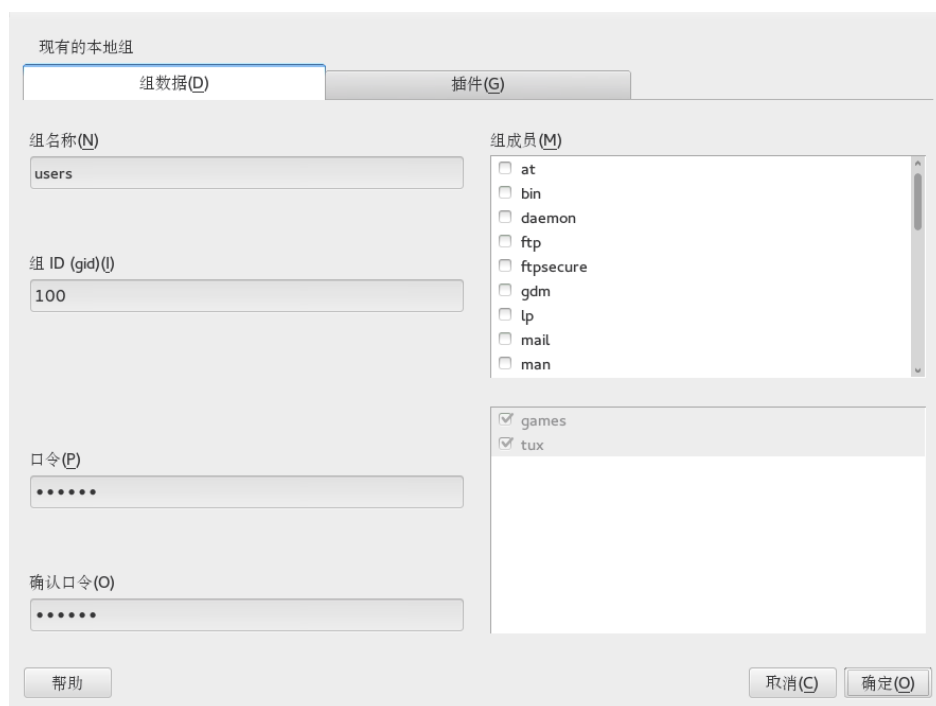 现有的本地组
组数据(D)
插件(G)
组名称(N)
users
组 ID (gid)(I)
100
口令(P)
••••••
确认口令(O)
••••••
组成员(M)
at
bin
daemon
ftp
ftpsecure
gdm
lp
mail
man
games
tux
帮助
取消(C)
确定(O)